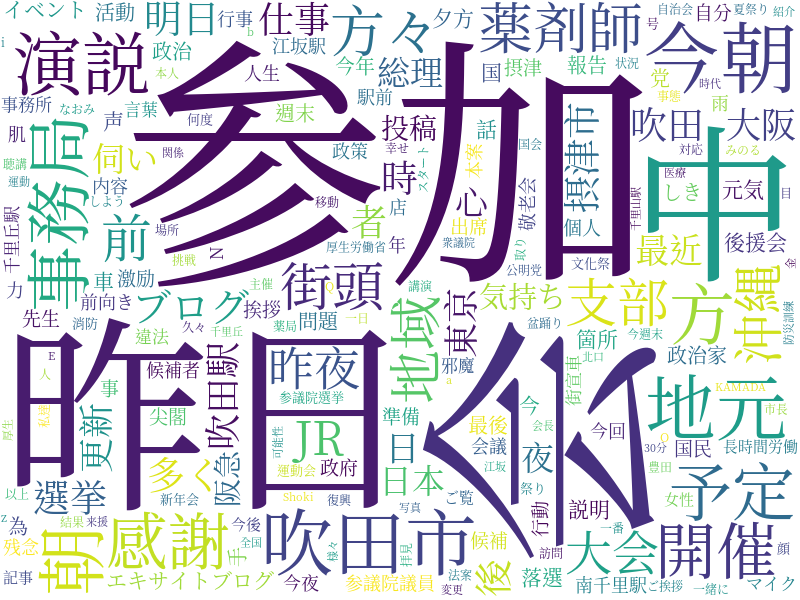 イベント
活動
明日
行事
b
仕事
夕方
方々
薬剤師
号
自治会
夏祭り
紹介
自分
今朝
i
演説
参加
政治
江坂駅
本人
人生
今年
総理
国
摂津
報告
党
状況
時代
事態
駅前
事務所
なおみ
言葉
声
週末
何度
投稿
話
国会
吹田
雨
大阪
みのる
肌
事務局
伺い
関係
幸せ
政策
スタート
本案
摂津市
対応
中
聴講
運動
しよう
内容
時
心
店
敬老会
個人
医療
しき
元気
目
千里丘駅
前
場所
N
移動
者
年
出席
衆議院
最近
千里山駅
後援会
金
力
車
激励
挑戦
厚生労働省
公明党
取り
文化祭
防災訓練
前向き
ブログ
主催
街頭
Q
気持ち
支部
方
沖縄
先生
消防
久々
挨拶
地域
講演
東京
盆踊り
今週末
違法
薬局
千里丘
問題
一日
箇所
政治家
北口
昨日
E
人
事
候補者
吹田駅
昨夜
邪魔
街宣車
KAMADA
市長
会
地元
更新
尖閣
参議院選挙
準備
a
最後
今
O
私達
厚生
多く
阪急
JR
可能性
政府
日
会議
会長
夜
今回
30分
国民
長時間労働
為
選挙
運動会
日本
江坂
豊田
予定
以上
新年会
Shoki
復興
ご覧
祭り
行動
説明
女性
z
朝
結果
来援
感謝
今後
手
全国
様々
写真
吹田市
拝見
候補
訪問
後
一番
大会
開催
顔
残念
記事
エキサイトブログ
今夜
参議院議員
法案
変更
落選
南千里駅
ご挨拶
一緒に
マイク